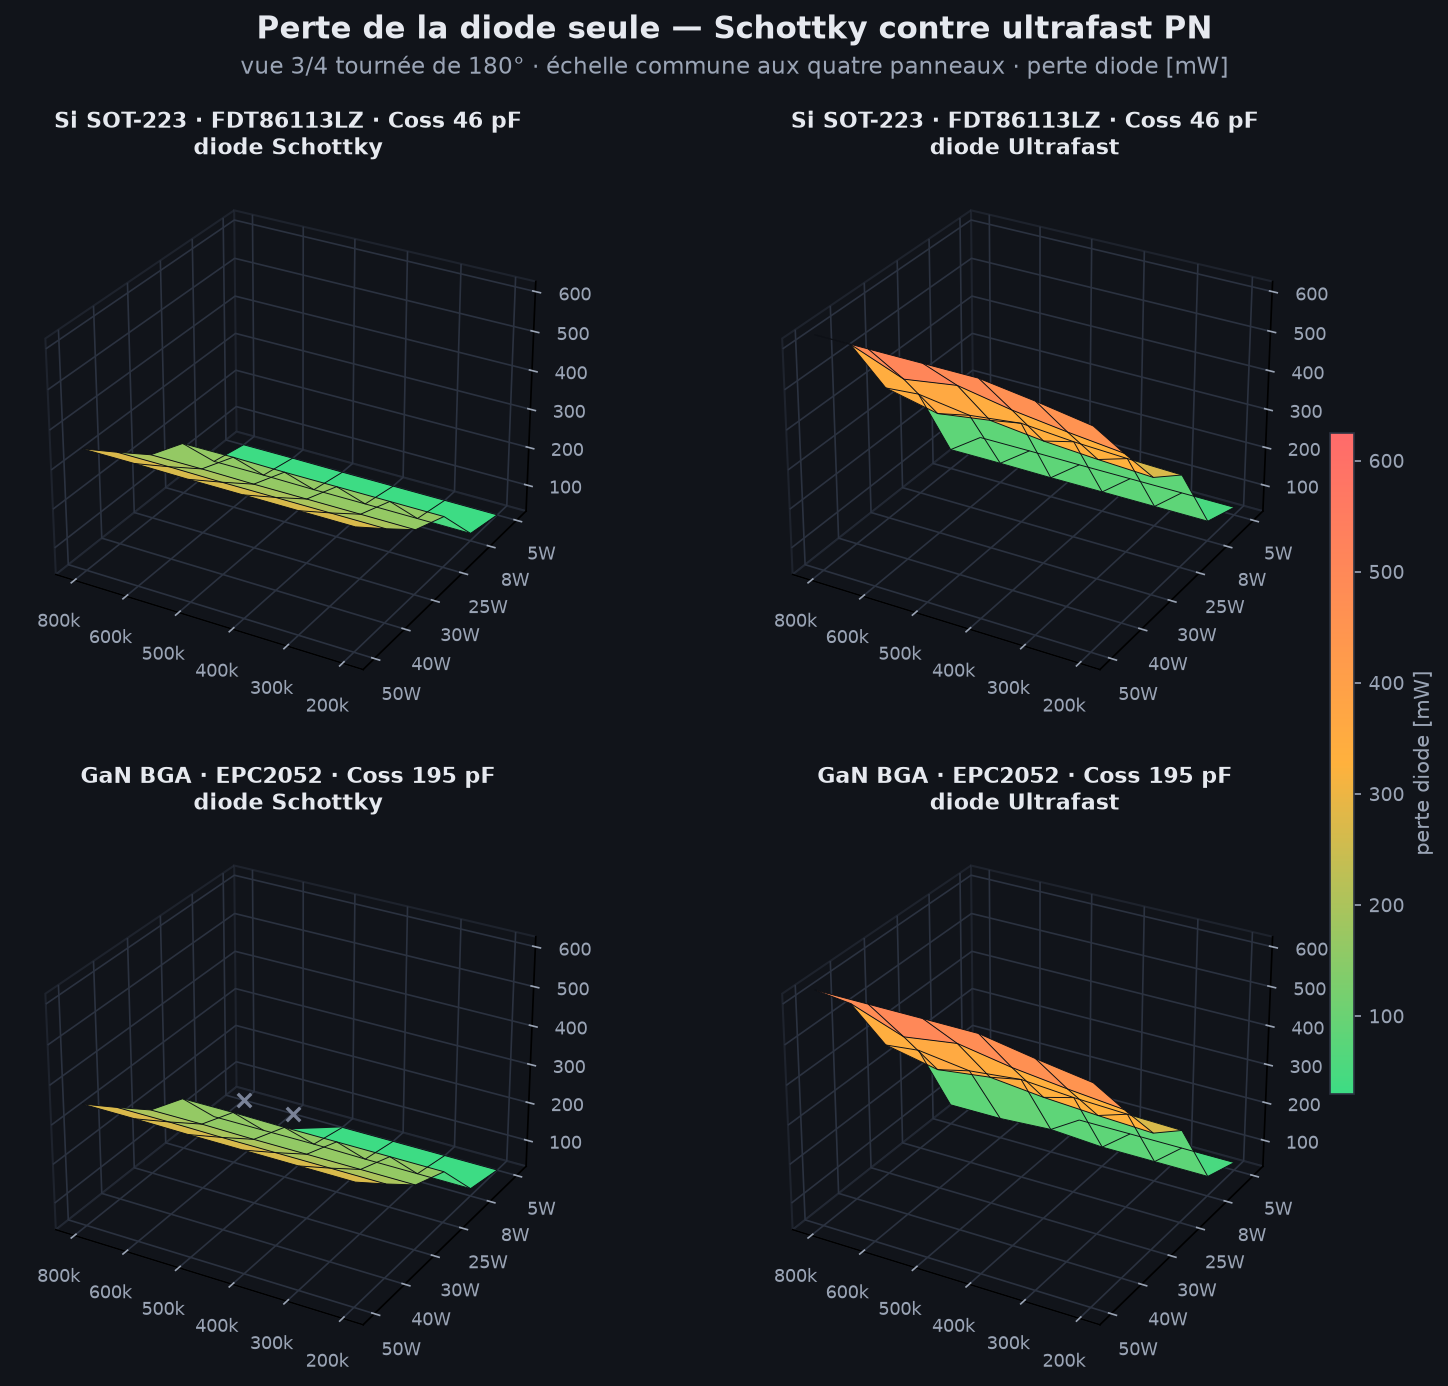 Perte de la diode seule — Schottky contre ultrafast PN
vue 3/4 tournée de 180° · échelle commune aux quatre panneaux · perte diode [mW]
Si SOT-223 · FDT86113LZ · Coss 46 pF
diode Schottky
600
500
400
300
200
100
5W
8W
25W
30W
40W
50W
800k
600k
500k
400k
300k
200k
Si SOT-223 · FDT86113LZ · Coss 46 pF
diode Ultrafast
600
500
400
300
200
100
5W
8W
25W
30W
40W
50W
800k
600k
500k
400k
300k
200k
GaN BGA · EPC2052 · Coss 195 pF
diode Schottky
600
500
400
300
200
100
5W
8W
25W
30W
40W
50W
800k
600k
500k
400k
300k
200k
GaN BGA · EPC2052 · Coss 195 pF
diode Ultrafast
600
500
400
300
200
100
5W
8W
25W
30W
40W
50W
800k
600k
500k
400k
300k
200k
600
500
400
300
200
100
perte diode [mW]